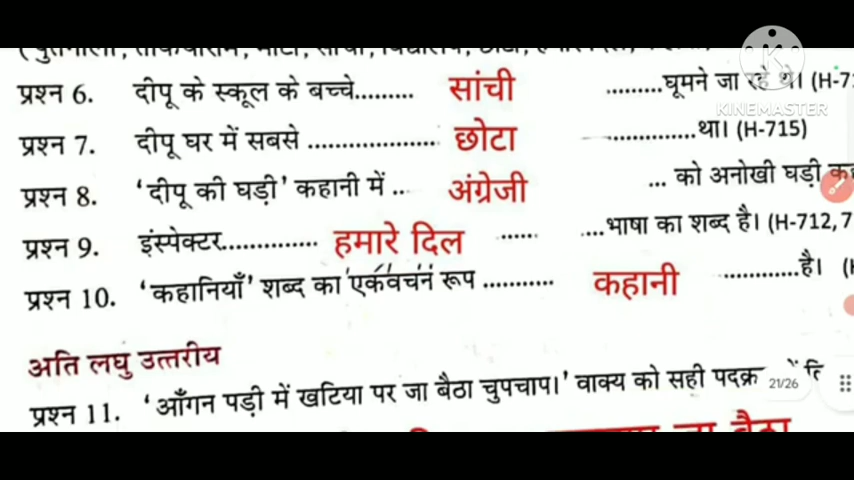 प्रश्न 6. दीपू के स्कूल के बच्चे......... सांची .........घूमने जा रहे थे। (H-7
KINEMASTER
प्रश्न 7. दीपू घर में सबसे ..................... छोटा ................था। (H-715)
प्रश्न 8. 'दीपू की घड़ी' कहानी में .. अंग्रेजी ... को अनोखी घड़ी क
प्रश्न 9. इंस्पेक्टर............... हमारे दिल ...... ....भाषा का शब्द है। (H-712, 7
प्रश्न 10. 'कहानियाँ' शब्द का एकवचन रूप ........... कहानी ............है।
अति लघु उत्तरीय
प्रश्न 11. 'आँगन पड़ी में खटिया पर जा बैठा चुपचाप।' वाक्य को सही पदक्र
21/26
जा बैठा